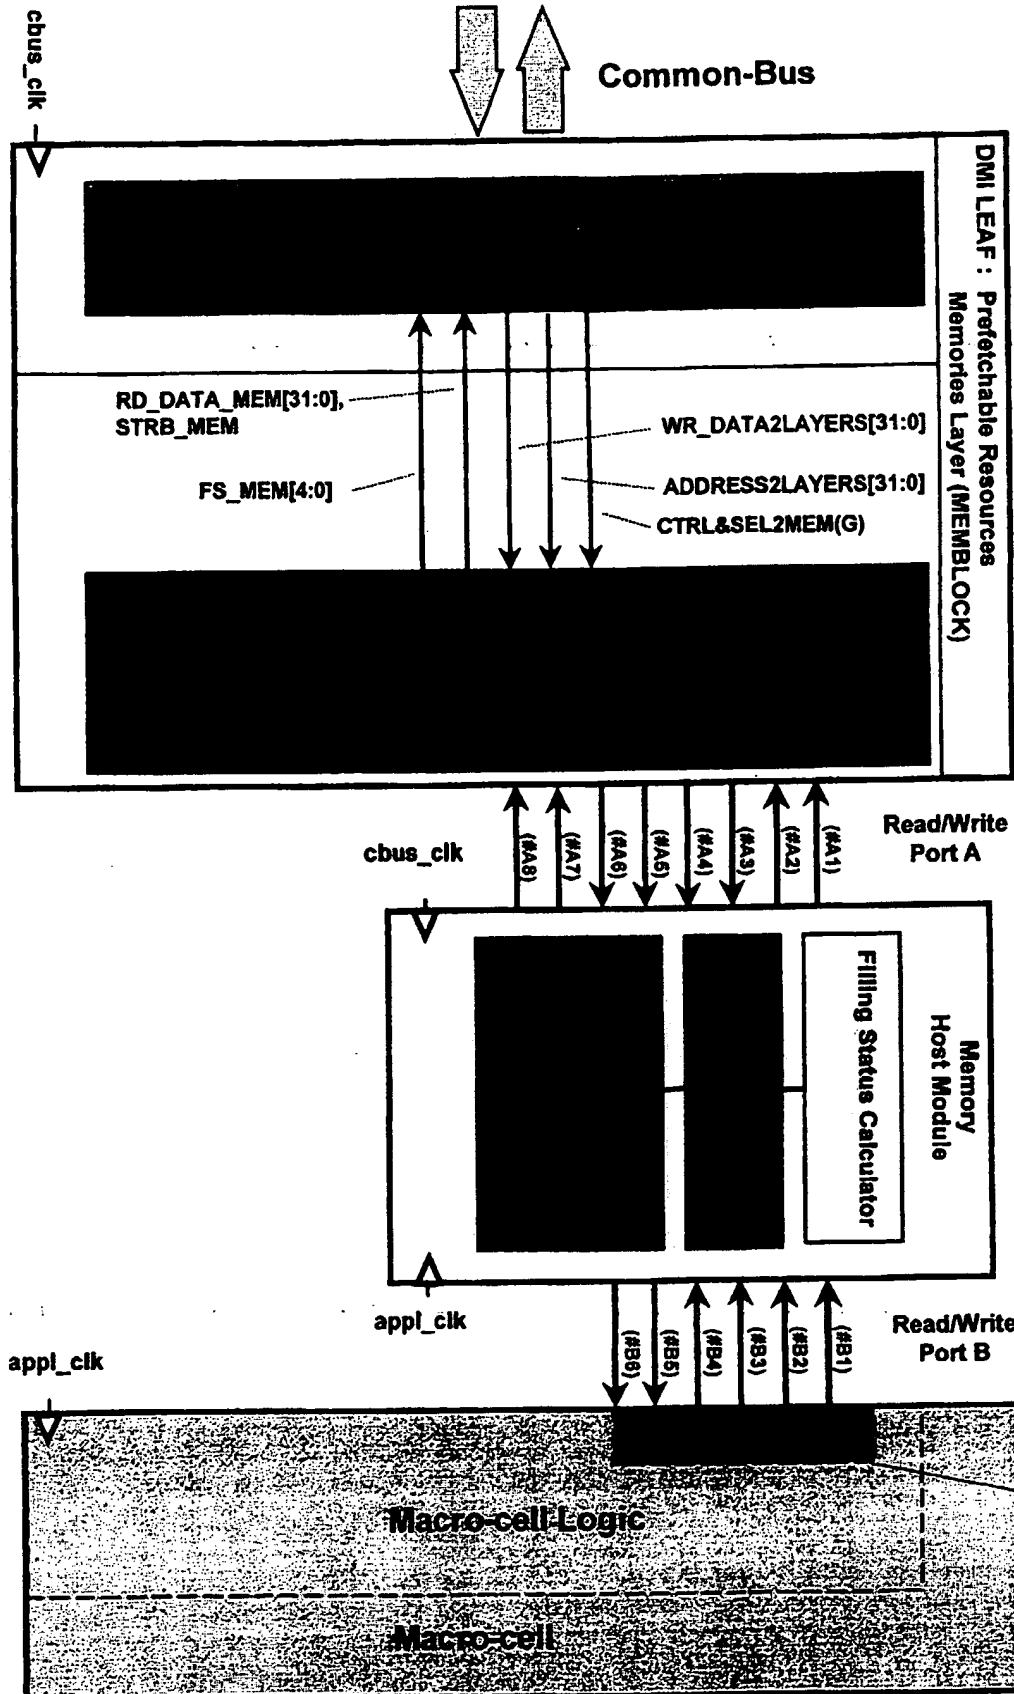 cbus_clk
Common-Bus
DMI LEAF : Prefetchable Resources
Memories Layer (MEMBLOCK)
RD_DATA_MEM[31:0],
STRB_MEM
WR_DATA2LAYERS[31:0]
FS_MEM[4:0]
ADDRESS2LAYERS[31:0]
CTRL&SEL2MEM(G)
Read/Write
Port A
cbus_clk
(#A8)
(#A7)
(#A6)
(#A5)
(#A4)
(#A3)
(#A2)
(#A1)
Memory
Host Module
Filling Status Calculator
appl_clk
Read/Write
Port B
(#B6)
(#B5)
(#B4)
(#B3)
(#B2)
(#B1)
appl_clk
Macro-cell-Logic
Macro-cell